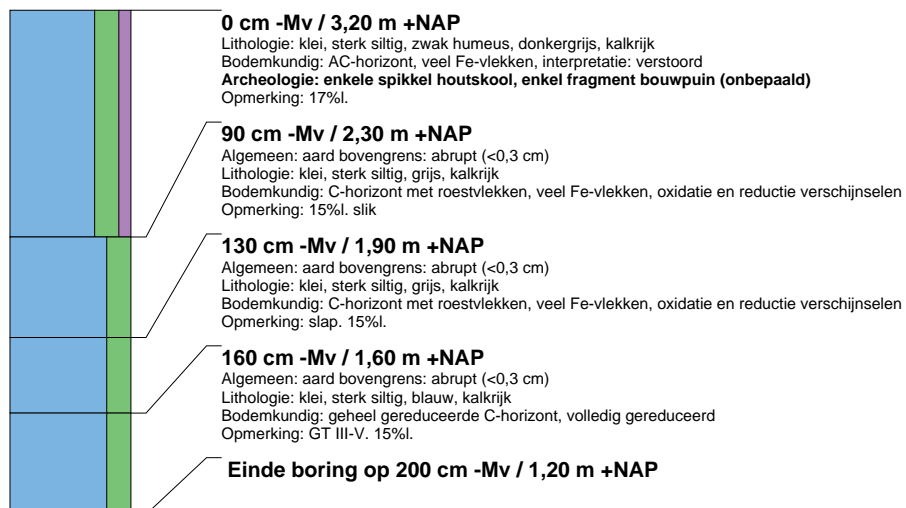 0 cm -Mv / 3,20 m +NAP
Lithologie: klei, sterk siltig, zwak humeus, donkergrijs, kalkrijk
Bodemkundig: AC-horizont, veel Fe-vlekken, interpretatie: verstoord
Archeologie: enkele spikkel houtskool, enkel fragment bouwpuin (onbepaald)
Opmerking: 17%l.
90 cm -Mv / 2,30 m +NAP
Algemeen: aard bovengrens: abrupt (<0,3 cm)
Lithologie: klei, sterk siltig, grijs, kalkrijk
Bodemkundig: C-horizont met roestvlekken, veel Fe-vlekken, oxidatie en reductie verschijnselen
Opmerking: 15%l. slik
130 cm -Mv / 1,90 m +NAP
Algemeen: aard bovengrens: abrupt (<0,3 cm)
Lithologie: klei, sterk siltig, grijs, kalkrijk
Bodemkundig: C-horizont met roestvlekken, veel Fe-vlekken, oxidatie en reductie verschijnselen
Opmerking: slap. 15%l.
160 cm -Mv / 1,60 m +NAP
Algemeen: aard bovengrens: abrupt (<0,3 cm)
Lithologie: klei, sterk siltig, blauw, kalkrijk
Bodemkundig: geheel gereduceerde C-horizont, volledig gereduceerd
Opmerking: GT III-V. 15%l.
Einde boring op 200 cm -Mv / 1,20 m +NAP